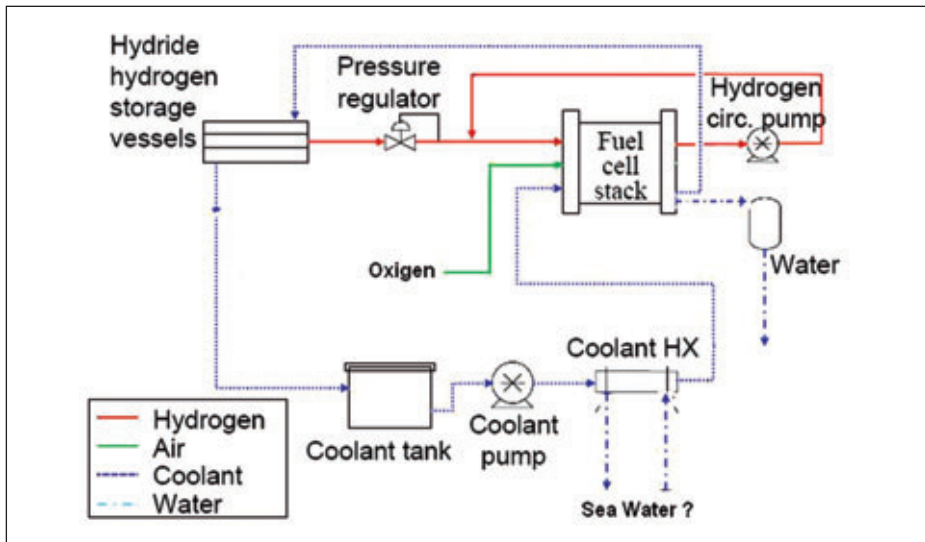 Hydride
hydrogen
storage
vessels
Pressure
regulator
Hydrogen
circ. pump
Fuel
cell
stack
Oxigen
Water
Coolant HX
Coolant tank
Coolant
pump
Sea Water ?
Hydrogen
Air
Coolant
Water